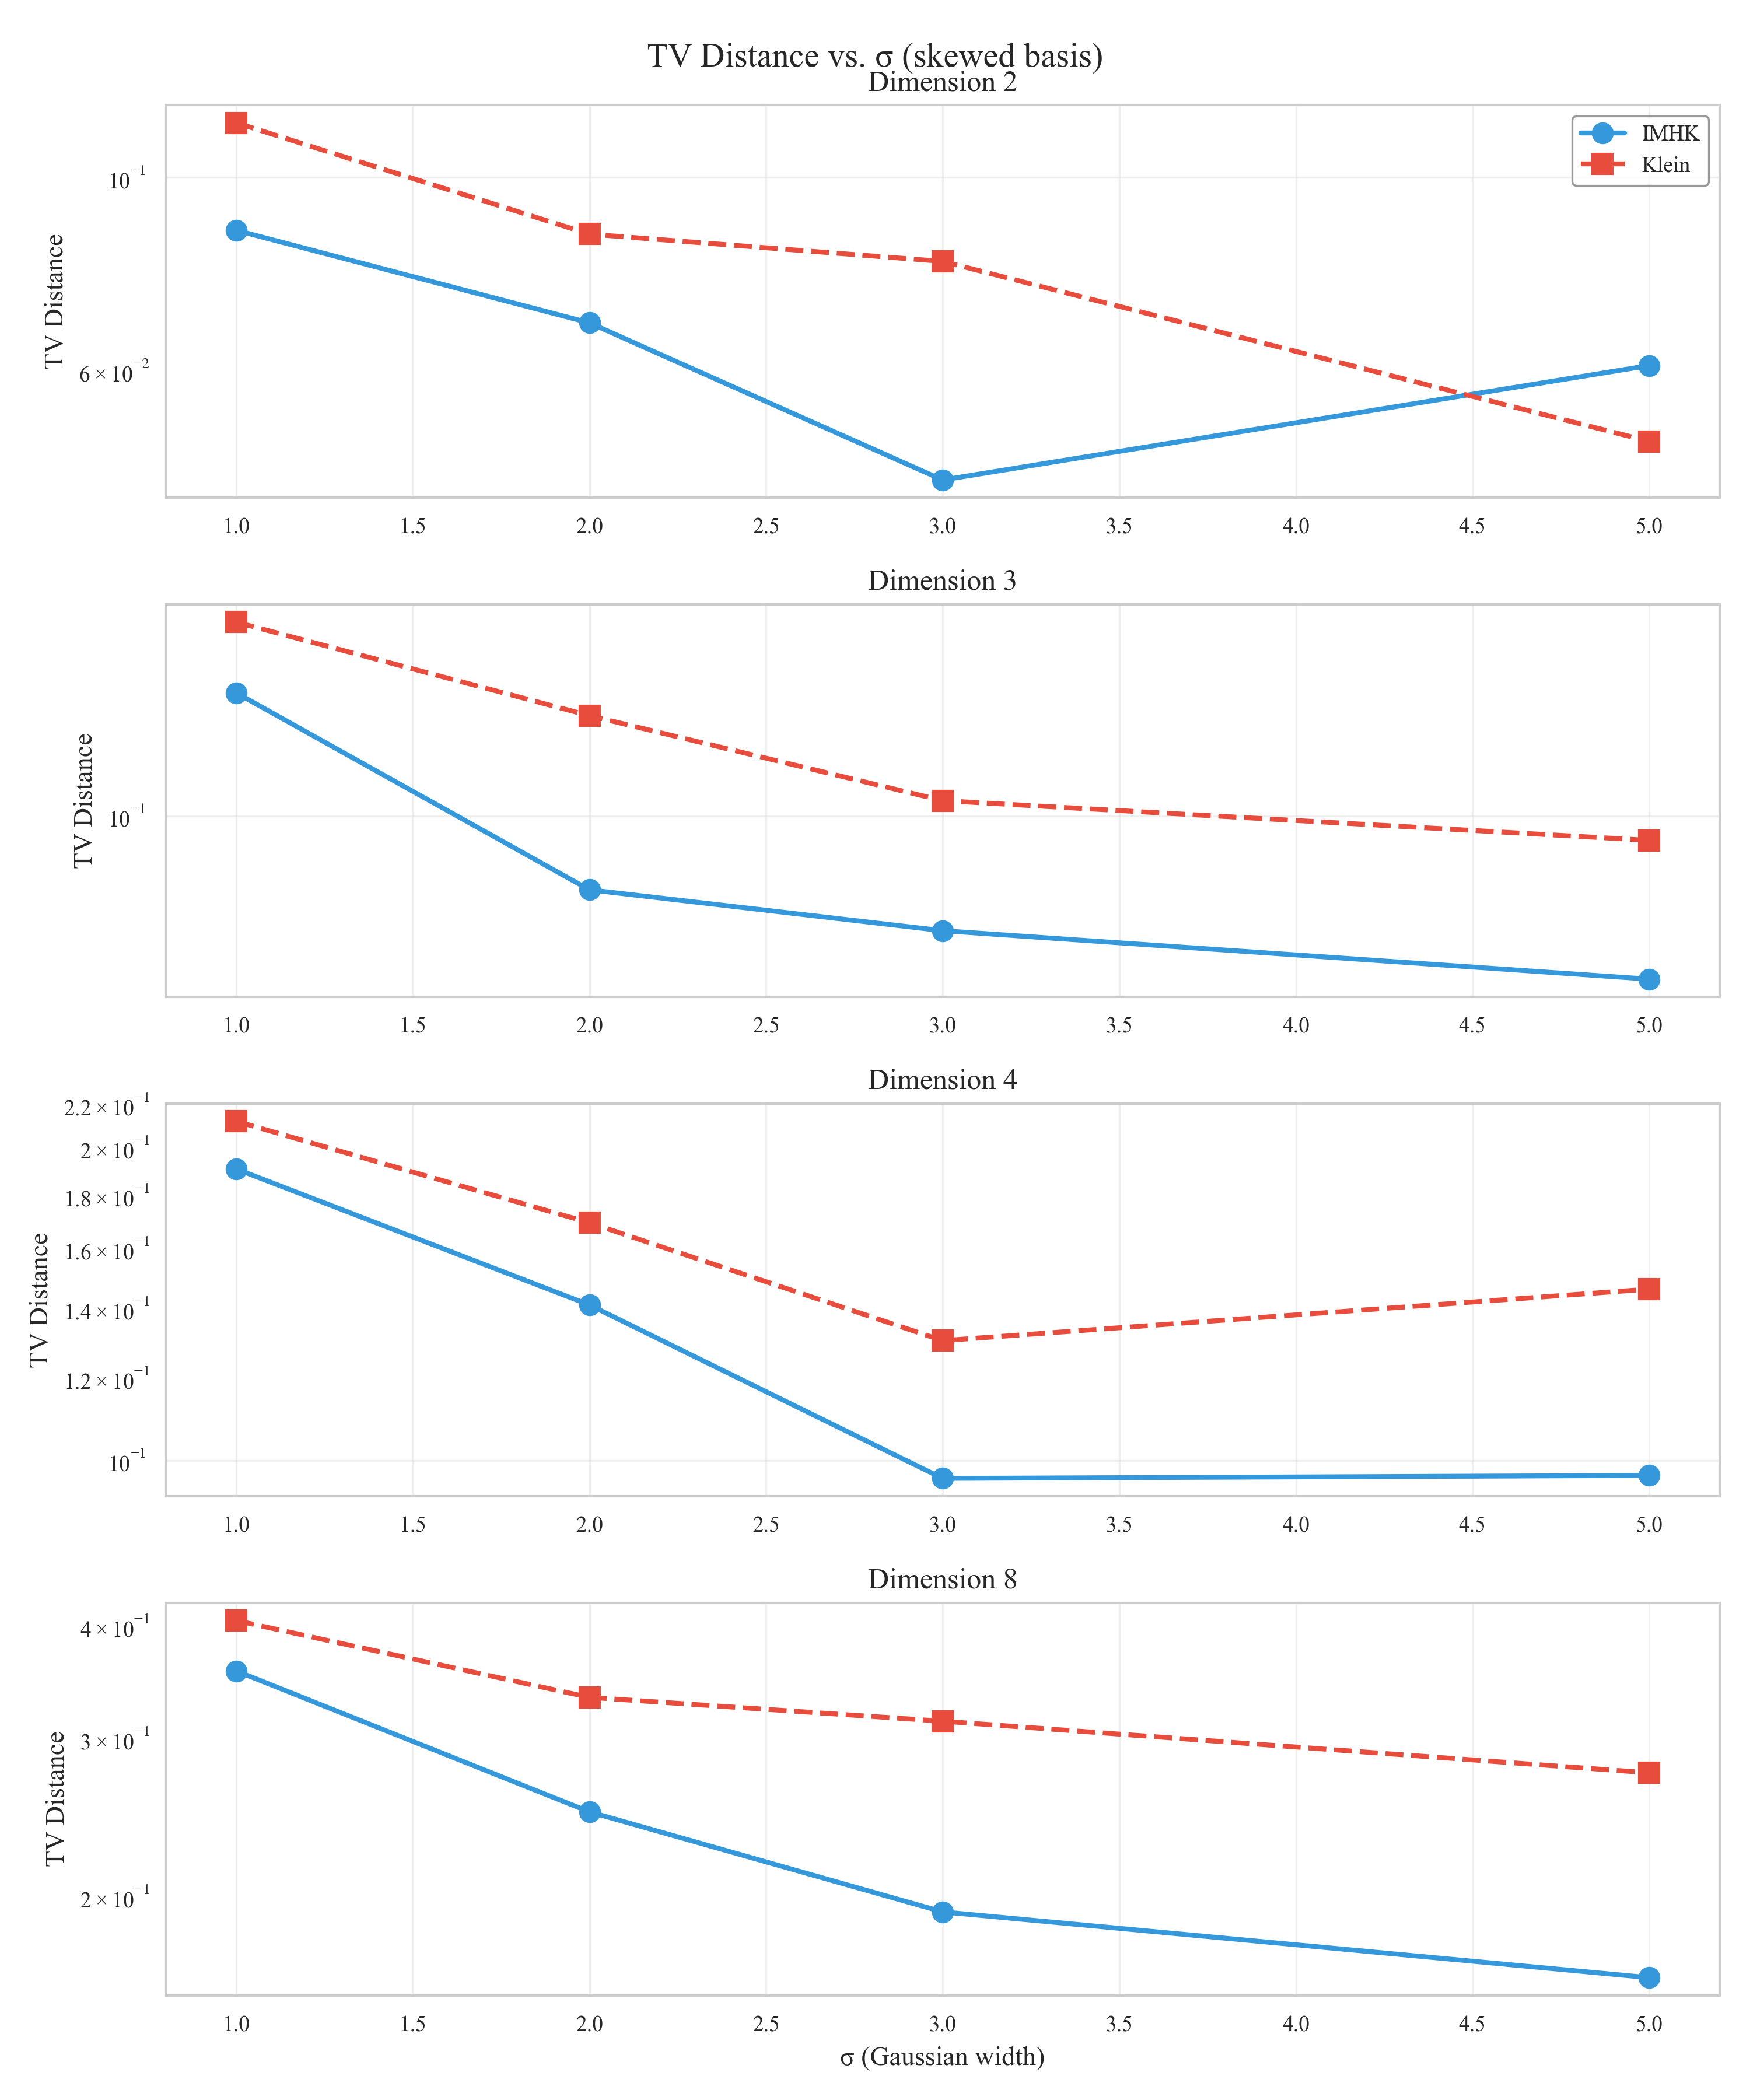 TV Distance vs. σ (skewed basis)
Dimension 2
IMHK
Klein
TV Distance
10⁻¹
6 × 10⁻²
1.0 1.5 2.0 2.5 3.0 3.5 4.0 4.5 5.0
Dimension 3
TV Distance
10⁻¹
1.0 1.5 2.0 2.5 3.0 3.5 4.0 4.5 5.0
Dimension 4
TV Distance
2.2 × 10⁻¹
2 × 10⁻¹
1.8 × 10⁻¹
1.6 × 10⁻¹
1.4 × 10⁻¹
1.2 × 10⁻¹
10⁻¹
1.0 1.5 2.0 2.5 3.0 3.5 4.0 4.5 5.0
Dimension 8
TV Distance
4 × 10⁻¹
3 × 10⁻¹
2 × 10⁻¹
1.0 1.5 2.0 2.5 3.0 3.5 4.0 4.5 5.0
σ (Gaussian width)